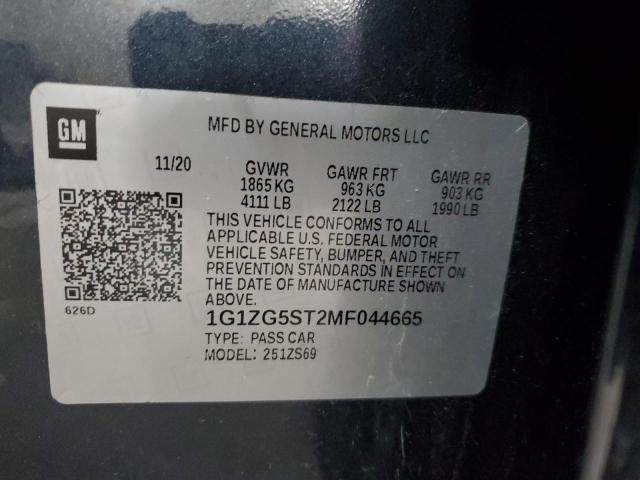 GM
MFD BY GENERAL MOTORS LLC
11/20 GVWR GAWR FRT GAWR RR
1865 KG 963 KG 903 KG
4111 LB 2122 LB 1990 LB
THIS VEHICLE CONFORMS TO ALL
APPLICABLE U.S. FEDERAL MOTOR
VEHICLE SAFETY, BUMPER, AND THEFT
PREVENTION STANDARDS IN EFFECT ON
THE DATE OF MANUFACTURE SHOWN
ABOVE.
626D
1G1ZG5ST2MF044665
TYPE: PASS CAR
MODEL: 251ZS69